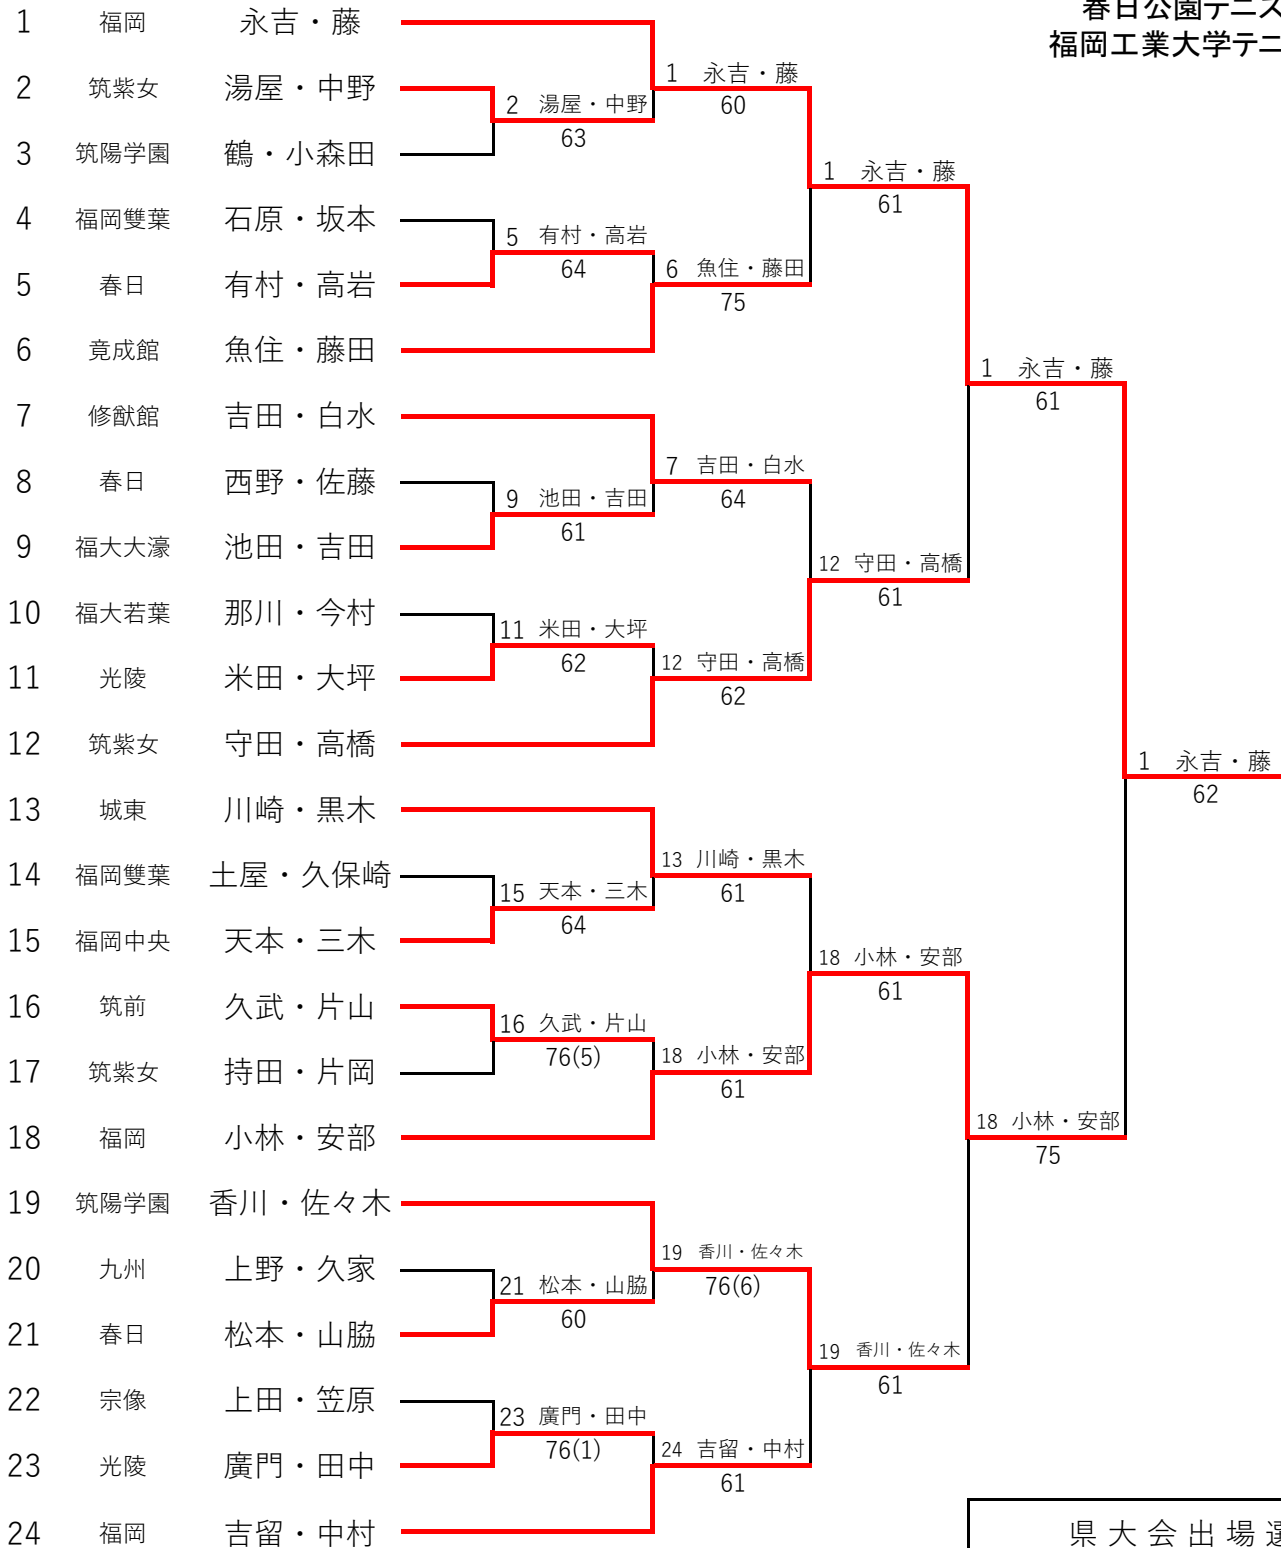 春日公園テニス
福岡工業大学テニ
1 福岡 永吉・藤
2 筑紫女 湯屋・中野
3 筑陽学園 鶴・小森田
4 福岡雙葉 石原・坂本
5 春日 有村・高岩
6 竟成館 魚住・藤田
7 修猷館 吉田・白水
8 春日 西野・佐藤
9 福大大濠 池田・吉田
10 福大若葉 那川・今村
11 光陵 米田・大坪
12 筑紫女 守田・高橋
13 城東 川崎・黒木
14 福岡雙葉 土屋・久保崎
15 福岡中央 天本・三木
16 筑前 久武・片山
17 筑紫女 持田・片岡
18 福岡 小林・安部
19 筑陽学園 香川・佐々木
20 九州 上野・久家
21 春日 松本・山脇
22 宗像 上田・笠原
23 光陵 廣門・田中
24 福岡 吉留・中村
2 湯屋・中野
63
5 有村・高岩
64
9 池田・吉田
61
11 米田・大坪
62
15 天本・三木
64
16 久武・片山
76(5)
21 松本・山脇
60
23 廣門・田中
76(1)
1 永吉・藤
60
6 魚住・藤田
75
7 吉田・白水
64
12 守田・高橋
62
13 川崎・黒木
61
18 小林・安部
61
19 香川・佐々木
76(6)
24 吉留・中村
61
1 永吉・藤
61
12 守田・高橋
61
18 小林・安部
61
19 香川・佐々木
61
1 永吉・藤
61
18 小林・安部
75
1 永吉・藤
62
県大会出場選